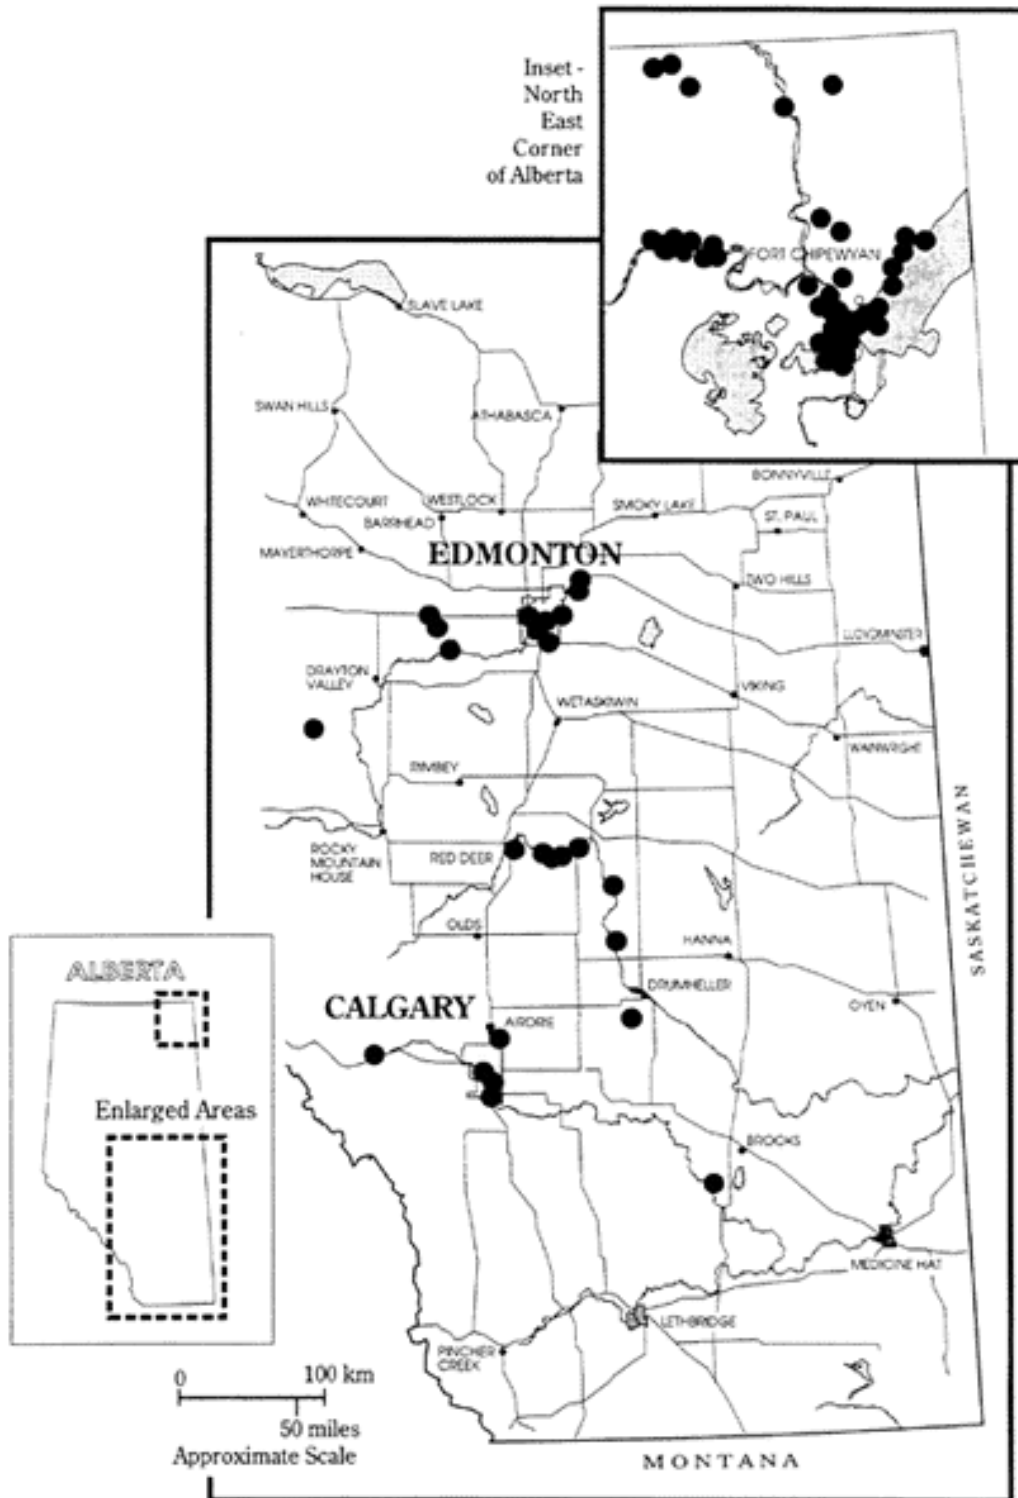 Inset -
North
East
Corner
of Alberta
FORT CHIPEWYAN
SLAVE LAKE
SWAN HILLS
ATHABASCA
BONNYVILLE
WHITECOURT
WESTLOCK
SMOKY LAKE
BARRHEAD
ST. PAUL
MAYERTHORPE
EDMONTON
TWO HILLS
LLOYDMINSTER
DRAYTON
VALLEY
VIKING
WETASKIWIN
WAINWRIGHT
RIMBEY
ROCKY
MOUNTAIN
HOUSE
RED DEER
SASKATCHEWAN
OLDS
HANNA
ALBERTA
DRUMHELLER
OYEN
CALGARY
AIRDRIE
Enlarged Areas
BROOKS
MEDICINE HAT
LETHBRIDGE
PINCHER
CREEK
0
100 km
50 miles
Approximate Scale
MONTANA